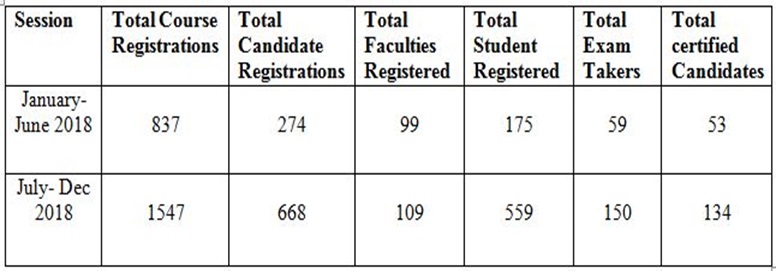 Session
Total Course
Registrations
Total
Candidate
Registrations
Total
Faculties
Registered
Total
Student
Registered
Total
Exam
Takers
Total
certified
Candidates
January-
June 2018
837
274
99
175
59
53
July- Dec
2018
1547
668
109
559
150
134